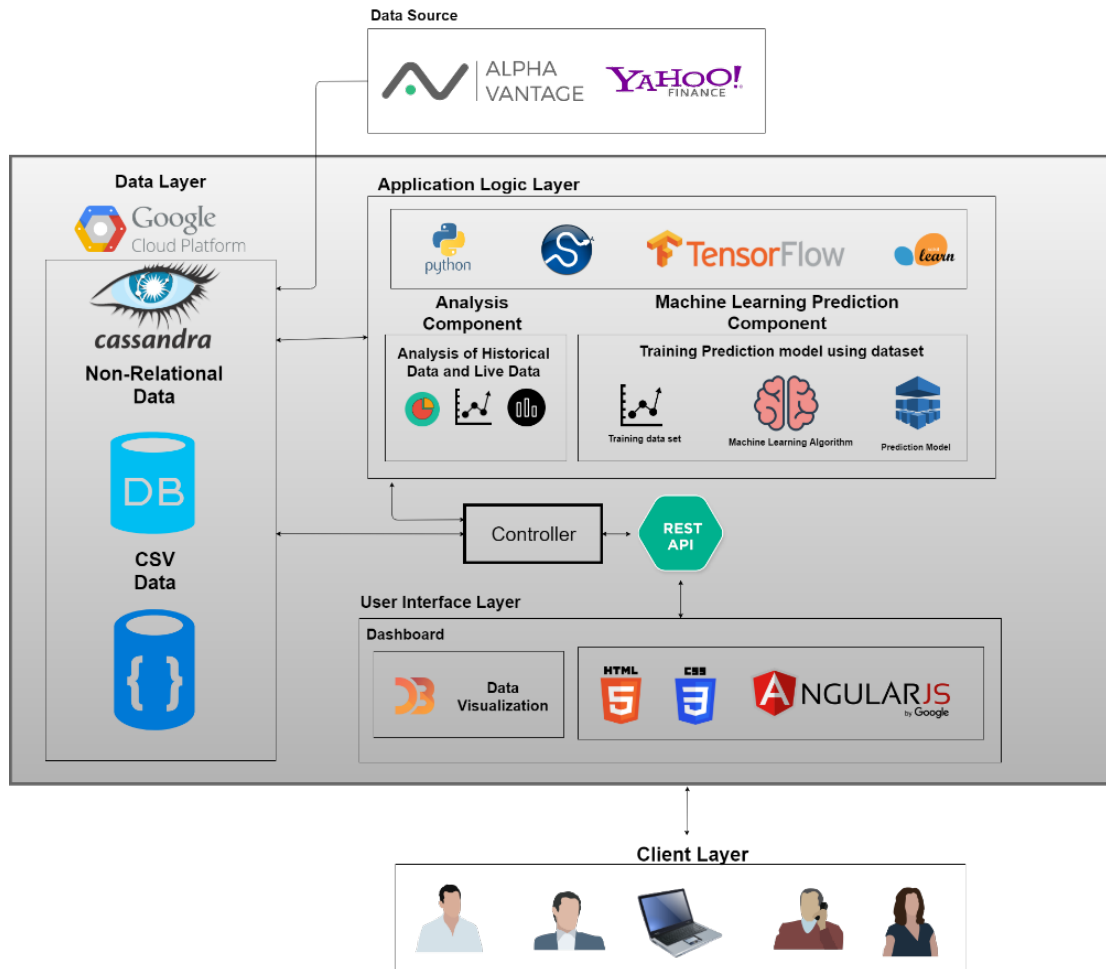 Data Source
ALPHA
VANTAGE
YAHOO!
FINANCE
Data Layer
Google
Cloud Platform
cassandra
Non-Relational
Data
DB
CSV
Data
{ }
Application Logic Layer
python
TensorFlow
learn
Analysis
Component
Machine Learning Prediction
Component
Analysis of Historical
Data and Live Data
Training Prediction model using dataset
Training data set
Machine Learning Algorithm
Prediction Model
Controller
REST
API
User Interface Layer
Dashboard
Data
Visualization
HTML
5
CSS
3
ANGULARJS
by Google
Client Layer